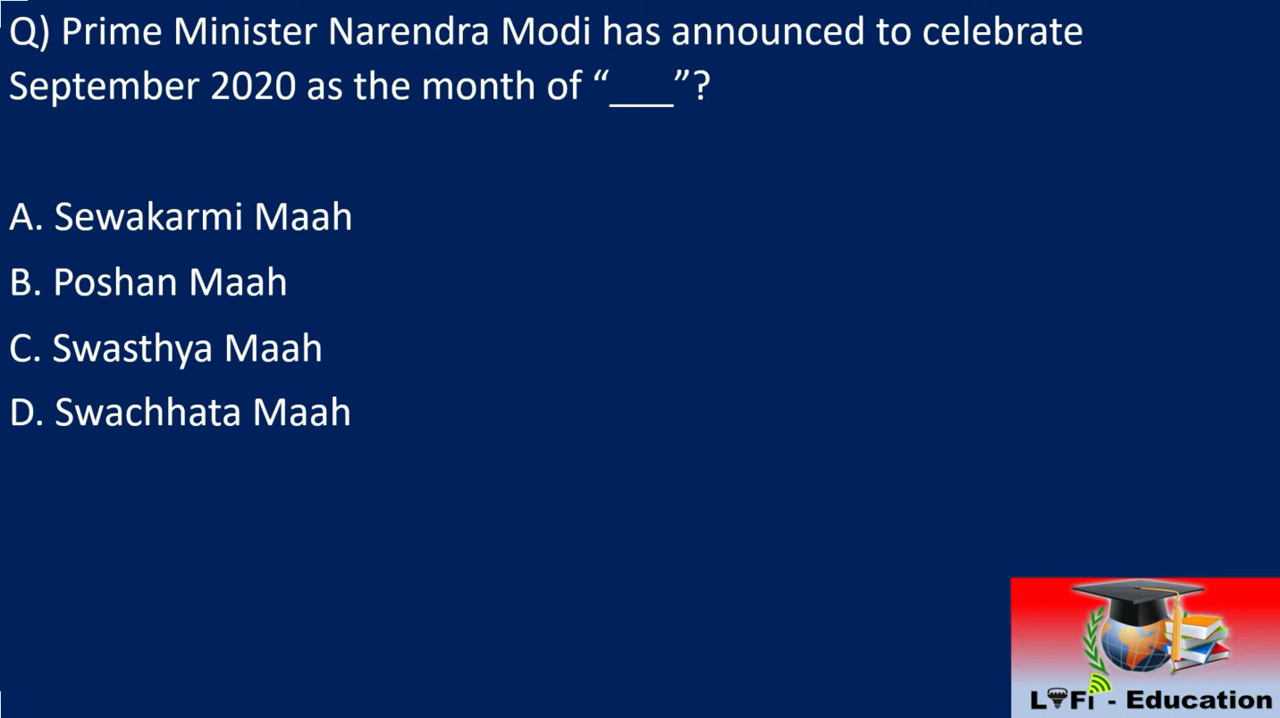 Q) Prime Minister Narendra Modi has announced to celebrate
September 2020 as the month of “___”?
A. Sewakarmi Maah
B. Poshan Maah
C. Swasthya Maah
D. Swachhata Maah
LiFi - Education